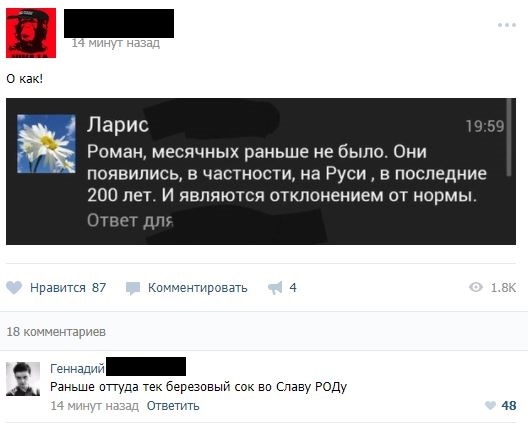 14 минут назад
О как!
Ларис
19:59
Роман, месячных раньше не было. Они
появились, в частности, на Руси , в последние
200 лет. И являются отклонением от нормы.
Ответ для
Нравится 87 Комментировать 4 1.8K
18 комментариев
Геннадий
Раньше оттуда тек березовый сок во Славу РОДу
14 минут назад Ответить 48